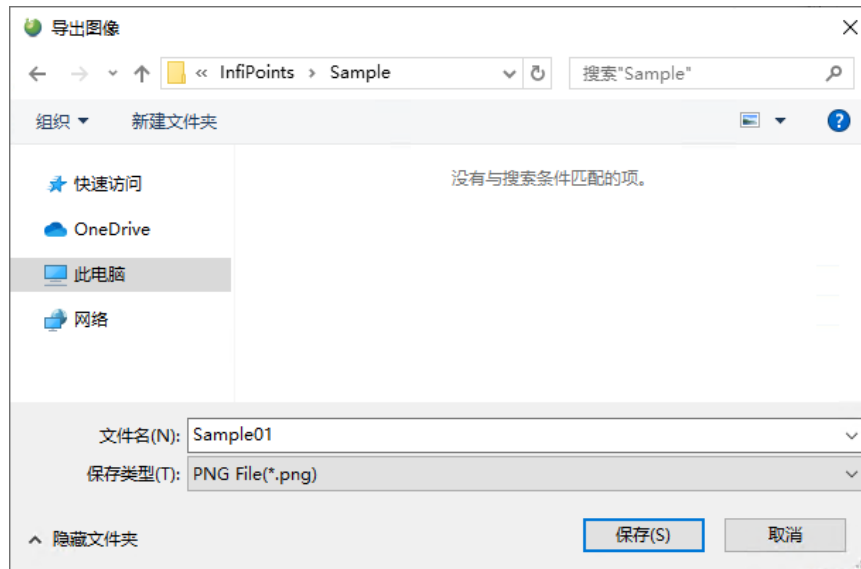 导出图像
« InfiPoints › Sample
搜索"Sample"
组织
新建文件夹
快速访问
没有与搜索条件匹配的项。
OneDrive
此电脑
网络
文件名(N): Sample01
保存类型(T): PNG File(*.png)
隐藏文件夹
保存(S)
取消